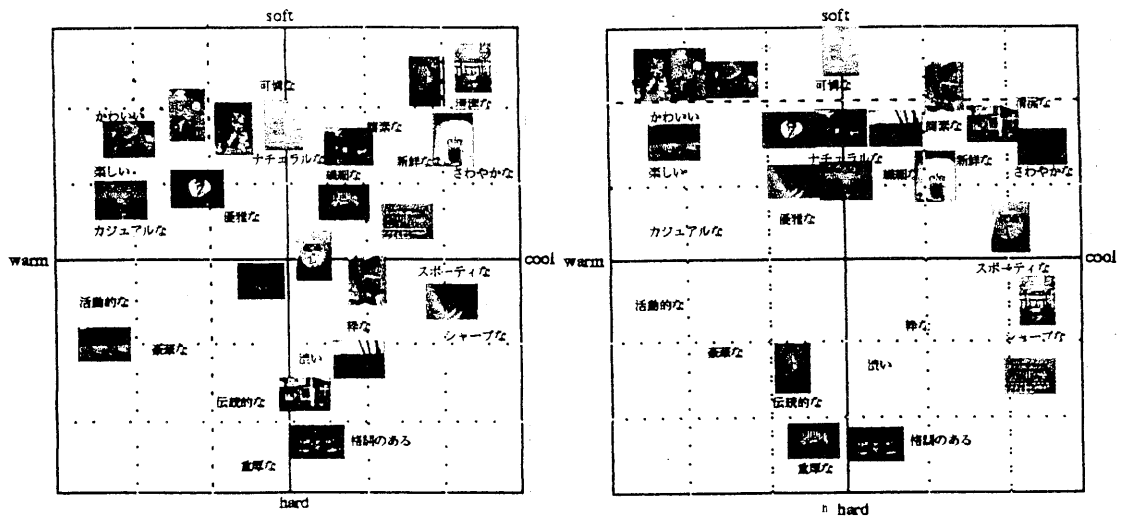 soft
可憐な
清潔な
かわいい
簡素な
ナチュラルな
新鮮な
楽しい
繊細な
さわやかな
優雅な
カジュアルな
warm
cool
スポーティな
活動的な
粋な
シャープな
豪華な
渋い
伝統的な
格調のある
重厚な
hard
soft
可憐な
かわいい
簡素な
ナチュラルな
新鮮な
楽しい
繊細な
さわやかな
優雅な
カジュアルな
warm
cool
スポーティな
活動的な
粋な
シャープな
豪華な
渋い
伝統的な
格調のある
重厚な
hard